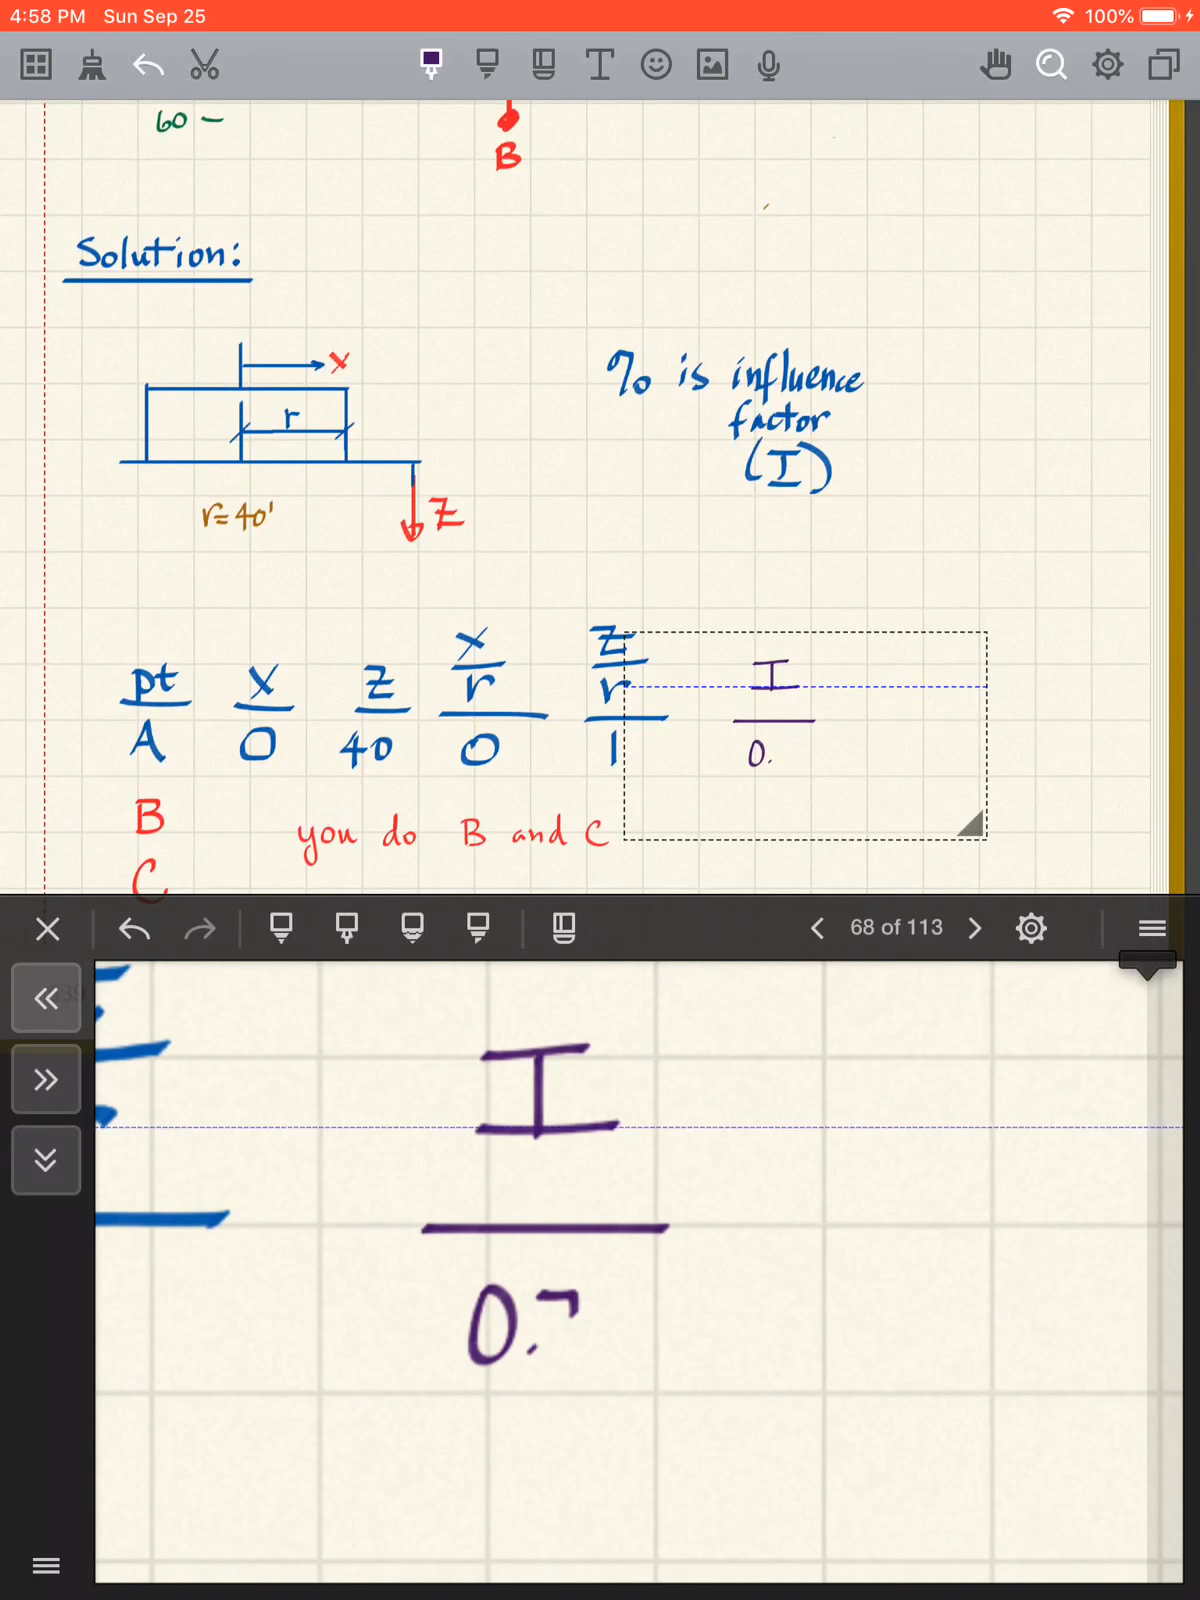 4:58 PM Sun Sep 25 100%
60 –
B
Solution:
x
r
r=40'
z
% is influence
factor
(I)
pt x z x/r z/r I
A 0 40 0 1 0.
B
you do B and C
C
68 of 113
I
0.